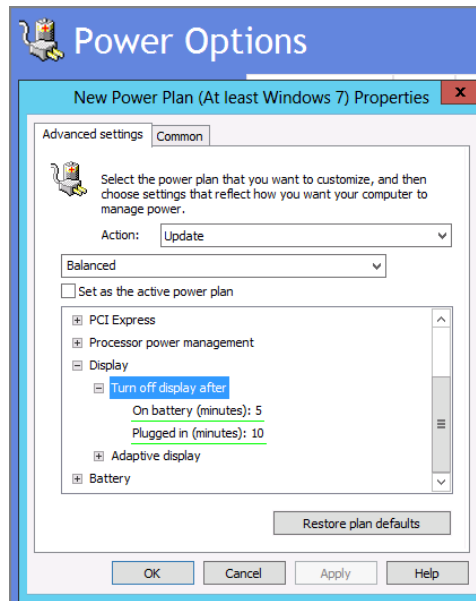 Power Options
New Power Plan (At least Windows 7) Properties
x
Advanced settings
Common
Select the power plan that you want to customize, and then
choose settings that reflect how you want your computer to
manage power.
Action:
Update
Balanced
Set as the active power plan
PCI Express
Processor power management
Display
Turn off display after
On battery (minutes): 5
Plugged in (minutes): 10
Adaptive display
Battery
Restore plan defaults
OK
Cancel
Apply
Help